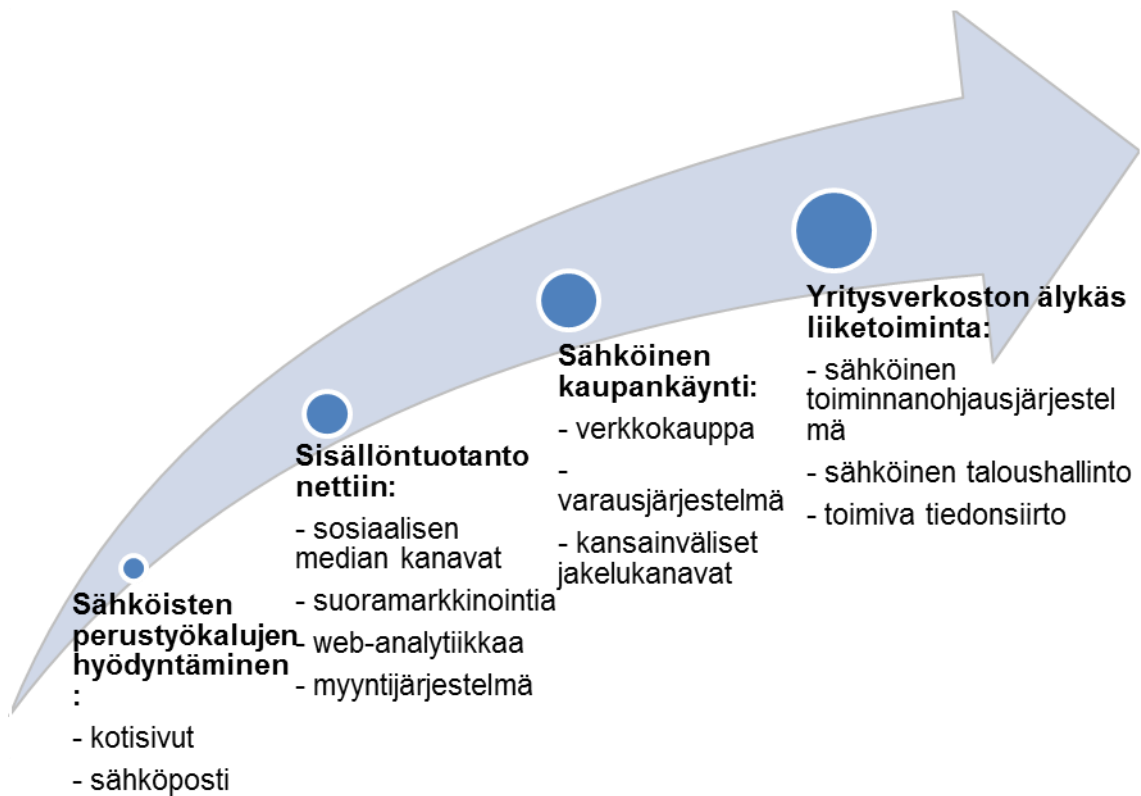 Sähköisten
perustyökalujen
hyödyntäminen
:
- kotisivut
- sähköposti
Sisällöntuotanto
nettiin:
- sosiaalisen
median kanavat
- suoramarkkinointia
- web-analytiikkaa
- myyntijärjestelmä
Sähköinen
kaupankäynti:
- verkkokauppa
-
varausjärjestelmä
- kansainväliset
jakelukanavat
Yritysverkoston älykäs
liiketoiminta:
- sähköinen
toiminnanohjausjärjestel
mä
- sähköinen taloushallinto
- toimiva tiedonsiirto